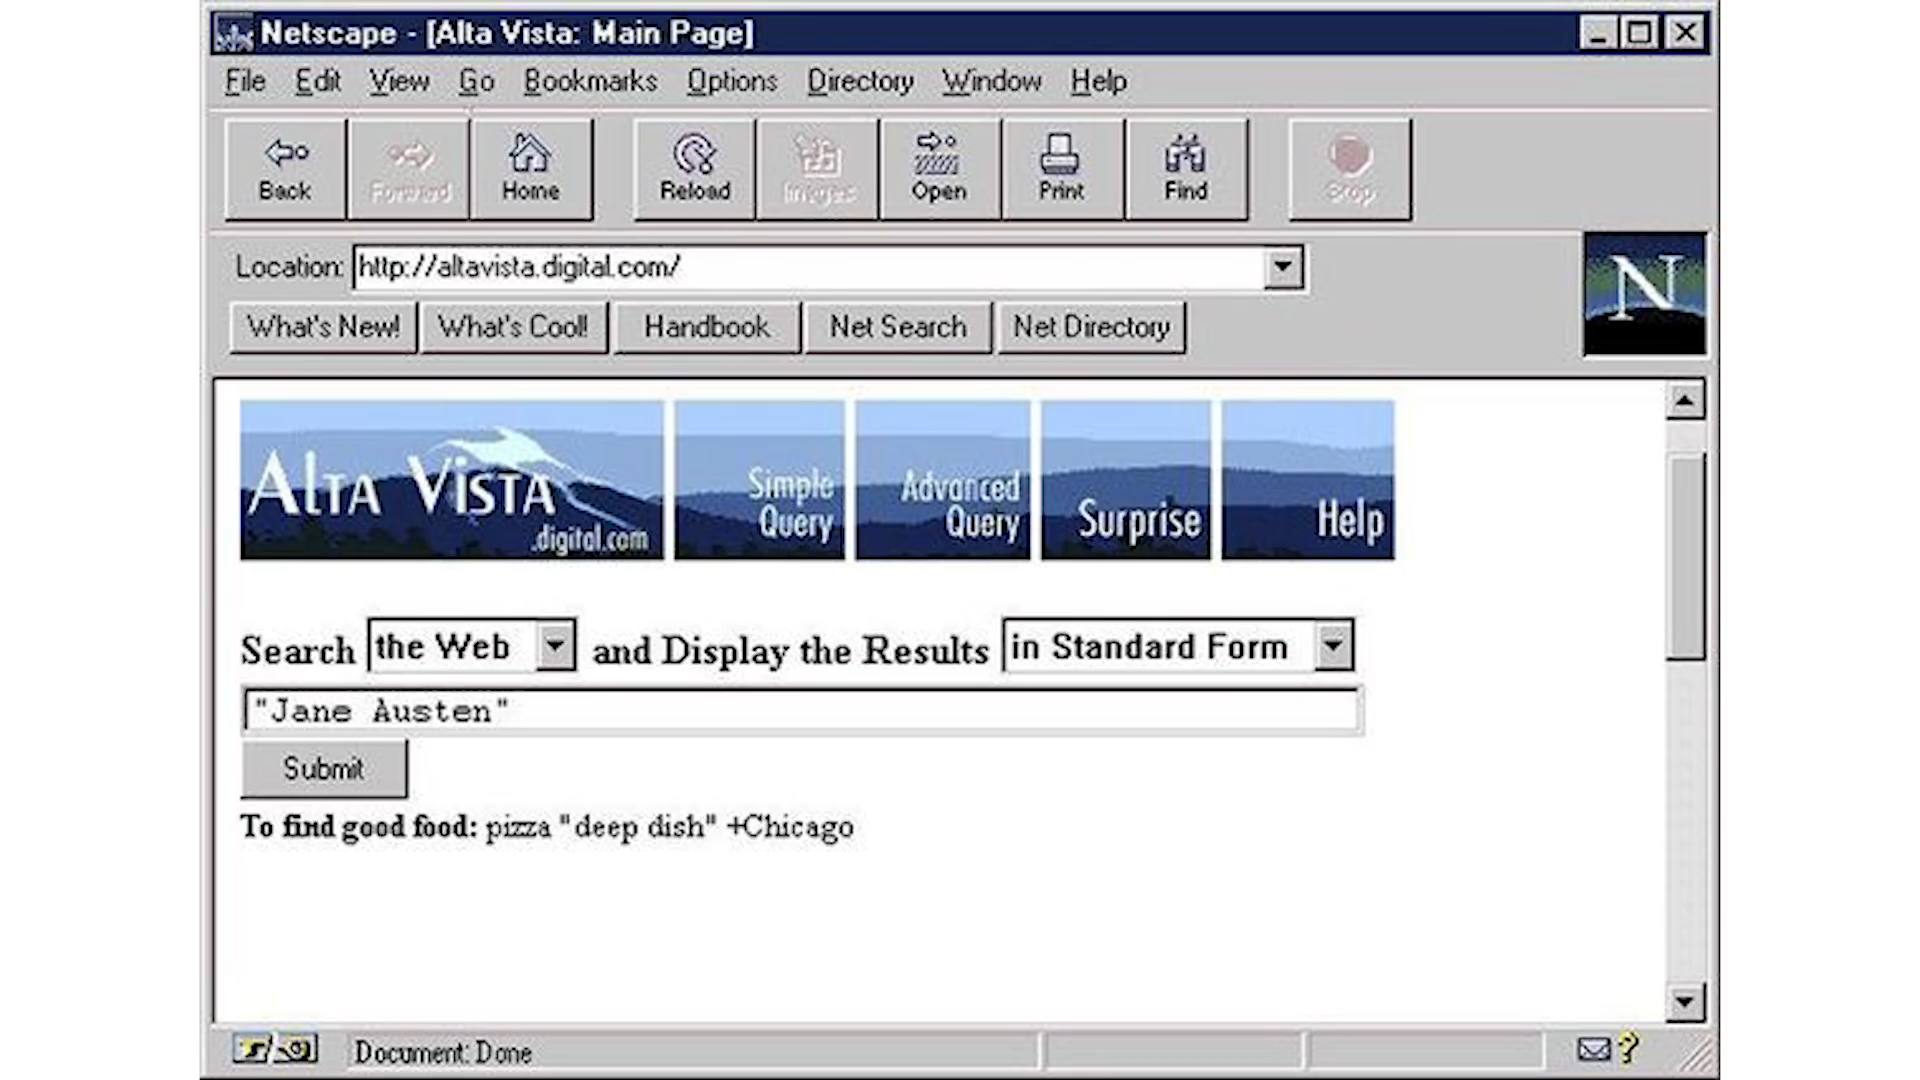 Netscape - [Alta Vista: Main Page]
File Edit View Go Bookmarks Options Directory Window Help
Back Forward Home Reload Images Open Print Find Stop
Location: http://altavista.digital.com/
N
What's New! What's Cool! Handbook Net Search Net Directory
ALTA VISTA
.digital.com
Simple
Query
Advanced
Query
Surprise
Help
Search the Web and Display the Results in Standard Form
"Jane Austen"
Submit
To find good food: pizza "deep dish" +Chicago
Document: Done